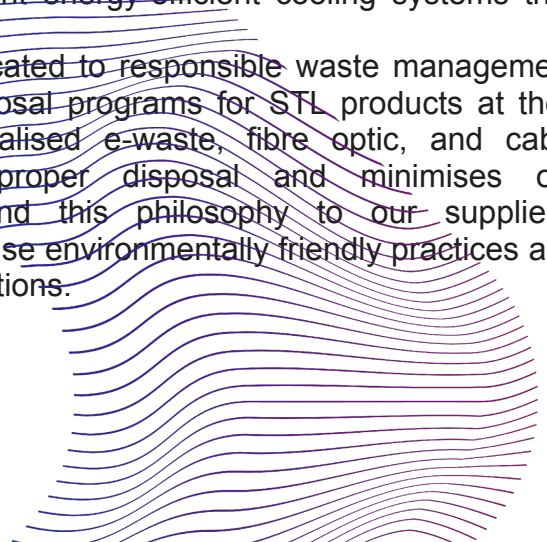 nt energy-efficient cooling systems th
cated to responsible waste manageme
osal programs for STL products at the
alised e-waste, fibre optic, and cab
proper disposal and minimises o
nd this philosophy to our supplie
se environmentally friendly practices a
tions.